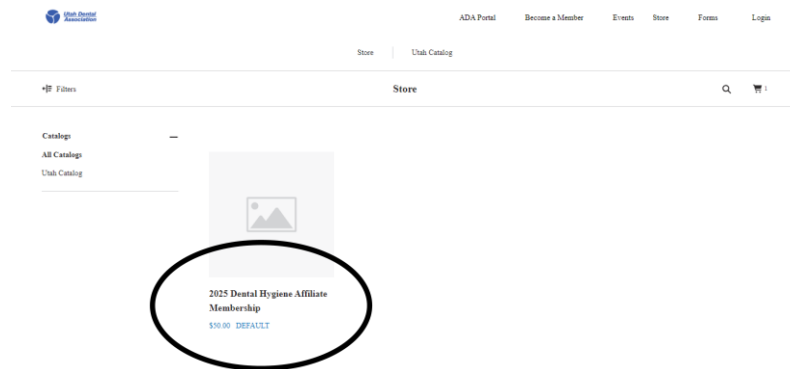 Utah Dental
Association
ADA Portal Become a Member Events Store Forms Login
Store Utah Catalog
Filters Store 1
Catalogs
All Catalogs
Utah Catalog
2025 Dental Hygiene Affiliate
Membership
$50.00 DEFAULT